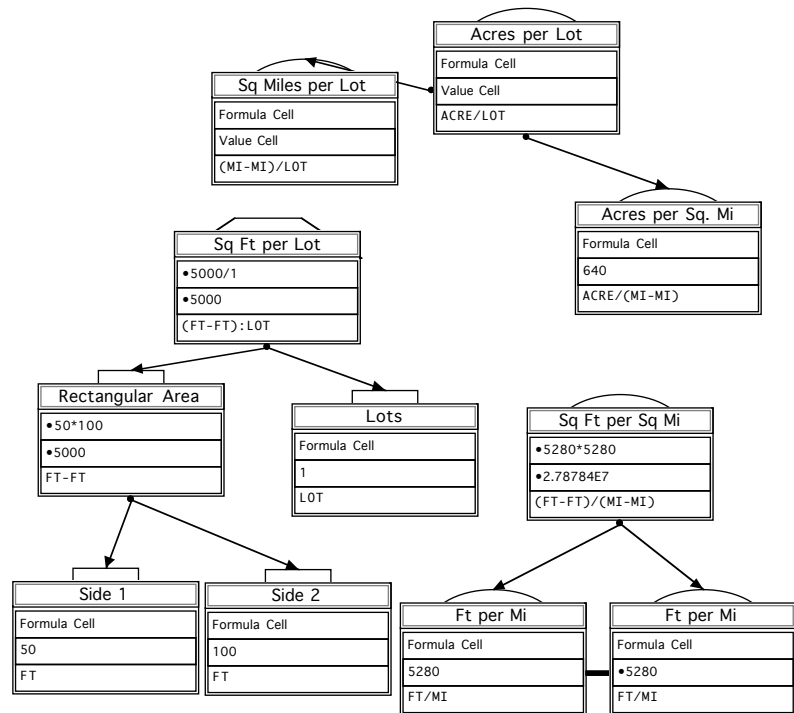 Acres per Lot
Formula Cell
Value Cell
ACRE/LOT
Sq Miles per Lot
Formula Cell
Value Cell
(MI-MI)/LOT
Acres per Sq. Mi
Formula Cell
640
ACRE/(MI-MI)
Sq Ft per Lot
•5000/1
•5000
(FT-FT):LOT
Rectangular Area
•50*100
•5000
FT-FT
Lots
Formula Cell
1
LOT
Sq Ft per Sq Mi
•5280*5280
•2.78784E7
(FT-FT)/(MI-MI)
Side 1
Formula Cell
50
FT
Side 2
Formula Cell
100
FT
Ft per Mi
Formula Cell
5280
FT/MI
Ft per Mi
Formula Cell
•5280
FT/MI